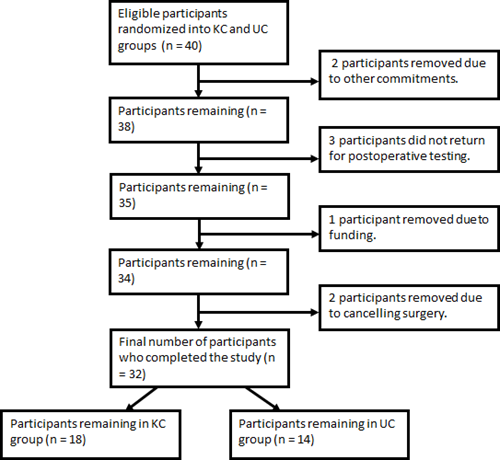 Eligible participants
randomized into KC and UC
groups (n = 40)
2 participants removed due
to other commitments.
Participants remaining (n =
38)
3 participants did not return
for postoperative testing.
Participants remaining (n =
35)
1 participant removed due to
funding.
Participants remaining (n =
34)
2 participants removed due
to cancelling surgery.
Final number of participants
who completed the study (n
= 32)
Participants remaining in KC
group (n = 18)
Participants remaining in UC
group (n = 14)